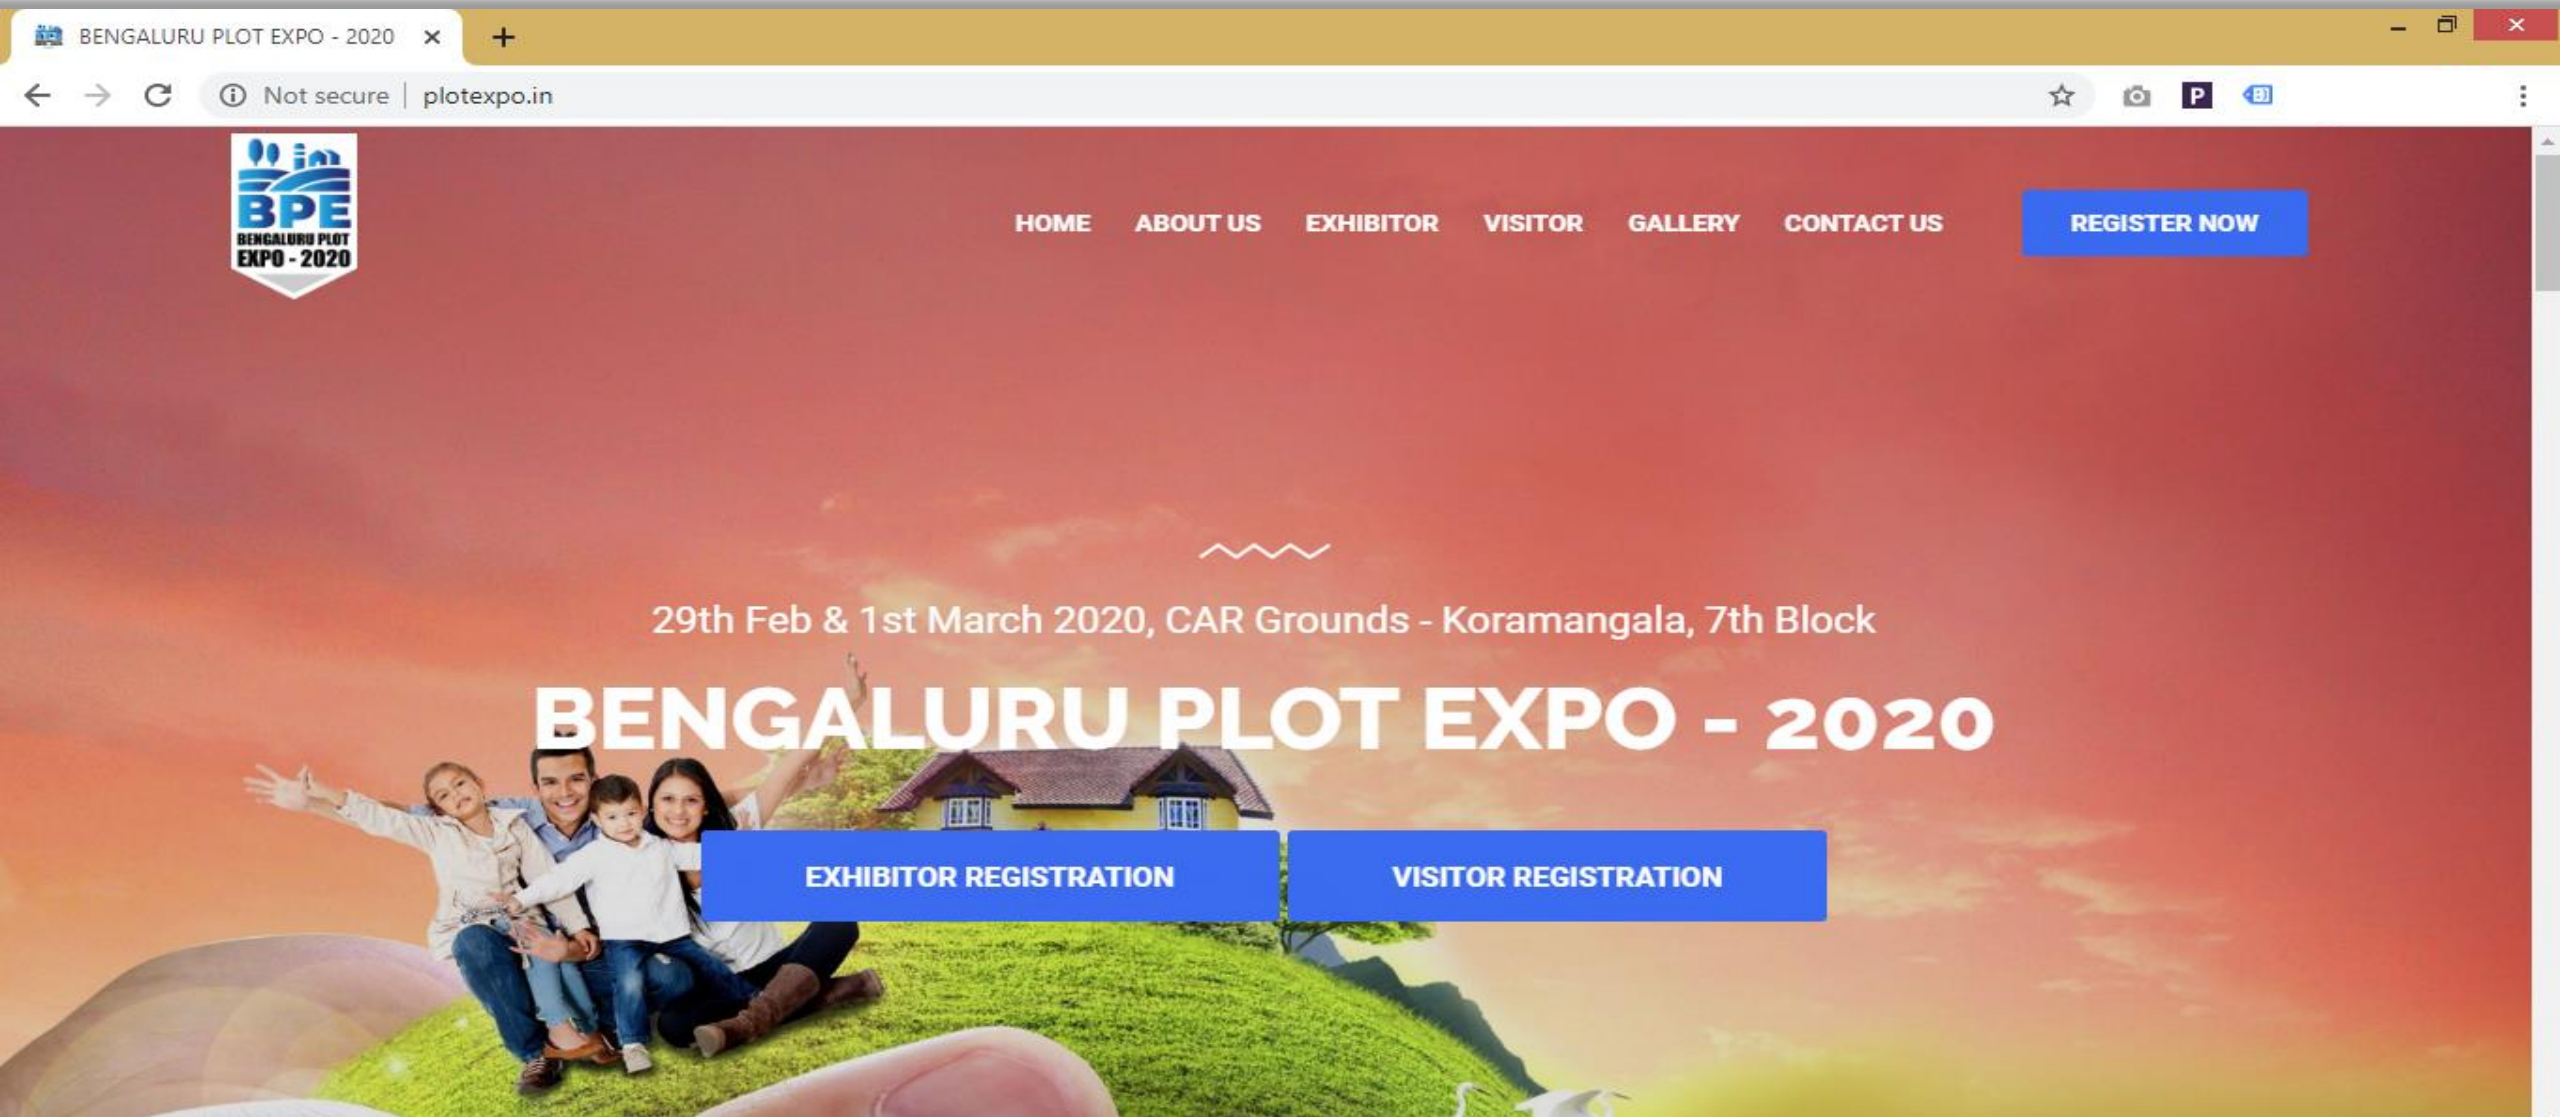 BENGALURU PLOT EXPO - 2020
Not secure | plotexpo.in
P
BPE
BENGALURU PLOT
EXPO - 2020
HOME ABOUT US EXHIBITOR VISITOR GALLERY CONTACT US REGISTER NOW
29th Feb & 1st March 2020, CAR Grounds - Koramangala, 7th Block
BENGALURU PLOT EXPO - 2020
EXHIBITOR REGISTRATION VISITOR REGISTRATION